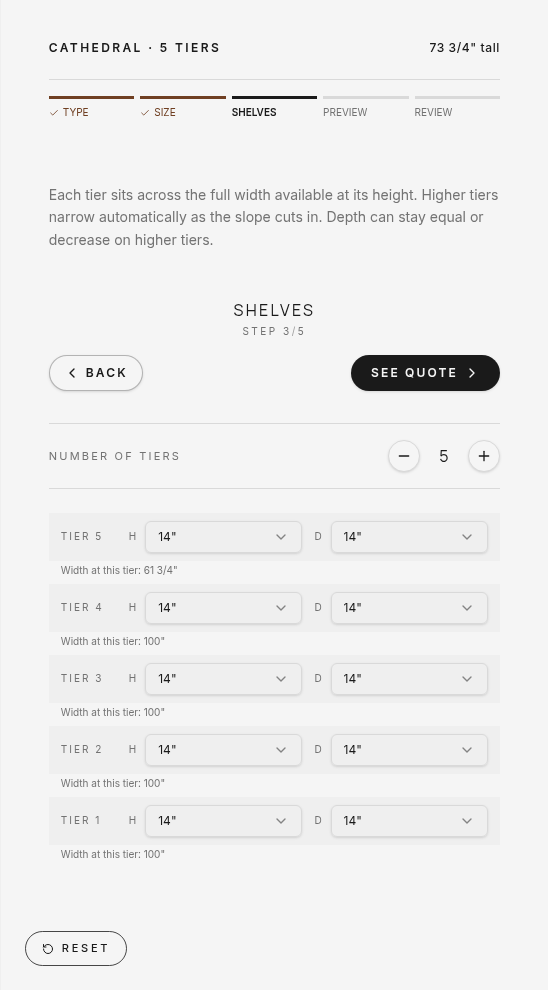 CATHEDRAL · 5 TIERS
73 3/4" tall
TYPE
SIZE
SHELVES
PREVIEW
REVIEW
Each tier sits across the full width available at its height. Higher tiers
narrow automatically as the slope cuts in. Depth can stay equal or
decrease on higher tiers.
SHELVES
STEP 3/5
BACK
SEE QUOTE
NUMBER OF TIERS
5
TIER 5 H 14" D 14"
Width at this tier: 61 3/4"
TIER 4 H 14" D 14"
Width at this tier: 100"
TIER 3 H 14" D 14"
Width at this tier: 100"
TIER 2 H 14" D 14"
Width at this tier: 100"
TIER 1 H 14" D 14"
Width at this tier: 100"
RESET